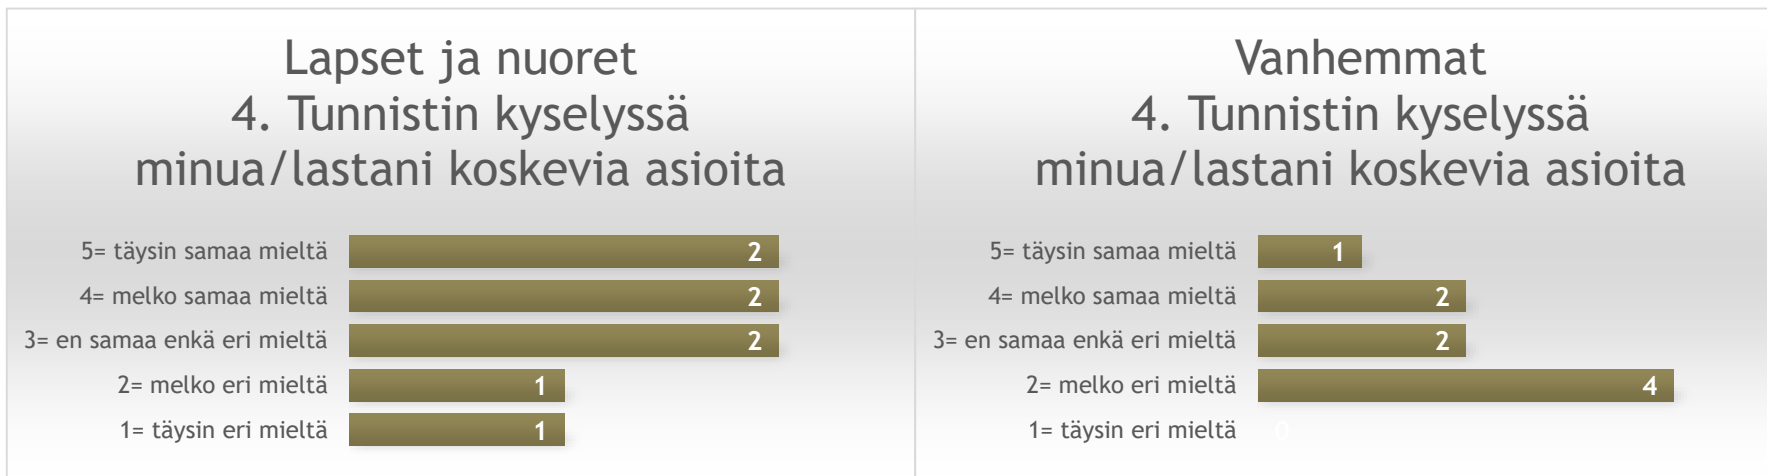 Lapset ja nuoret
4. Tunnistin kyselyssä
minua/lastani koskevia asioita
5= täysin samaa mieltä 2
4= melko samaa mieltä 2
3= en samaa enkä eri mieltä 2
2= melko eri mieltä 1
1= täysin eri mieltä 1
Vanhemmat
4. Tunnistin kyselyssä
minua/lastani koskevia asioita
5= täysin samaa mieltä 1
4= melko samaa mieltä 2
3= en samaa enkä eri mieltä 2
2= melko eri mieltä 4
1= täysin eri mieltä 0